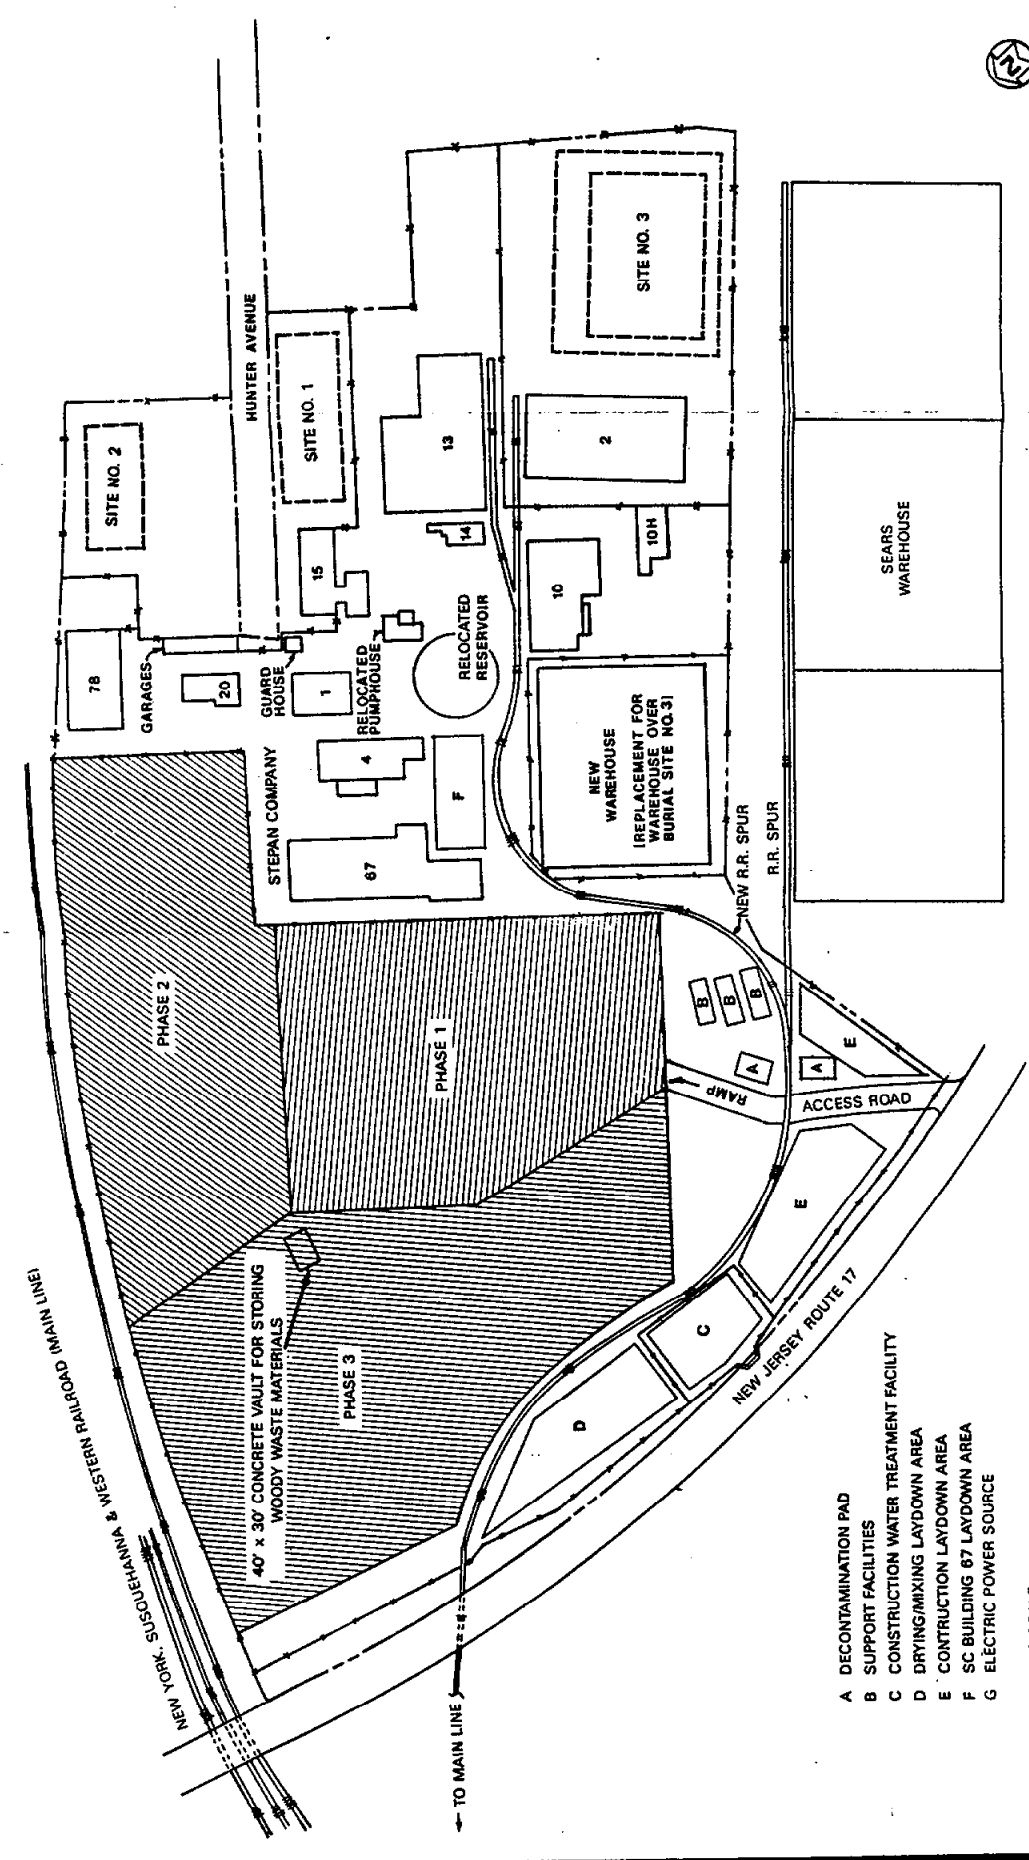 NEW YORK, SUSQUEHANNA & WESTERN RAILROAD (MAIN LINE)
PHASE 2
78
GARAGES
20
SITE NO. 2
HUNTER AVENUE
GUARD
HOUSE
1
15
SITE NO. 1
STEPAN COMPANY
4
67
F
RELOCATED
PUMPHOUSE
RELOCATED
RESERVOIR
14
13
40' x 30' CONCRETE VAULT FOR STORING
WOODY WASTE MATERIALS
PHASE 3
PHASE 1
TO MAIN LINE
NEW
WAREHOUSE
[REPLACEMENT FOR
WAREHOUSE OVER
BURIAL SITE NO.3]
10
10H
2
SITE NO. 3
D
C
E
RAMP
A
A
B
B
B
NEW R.R. SPUR
R.R. SPUR
ACCESS ROAD
E
NEW JERSEY ROUTE 17
SEARS
WAREHOUSE
A DECONTAMINATION PAD
B SUPPORT FACILITIES
C CONSTRUCTION WATER TREATMENT FACILITY
D DRYING/MIXING LAYDOWN AREA
E CONTRUCTION LAYDOWN AREA
F SC BUILDING 67 LAYDOWN AREA
G ELECTRIC POWER SOURCE
N